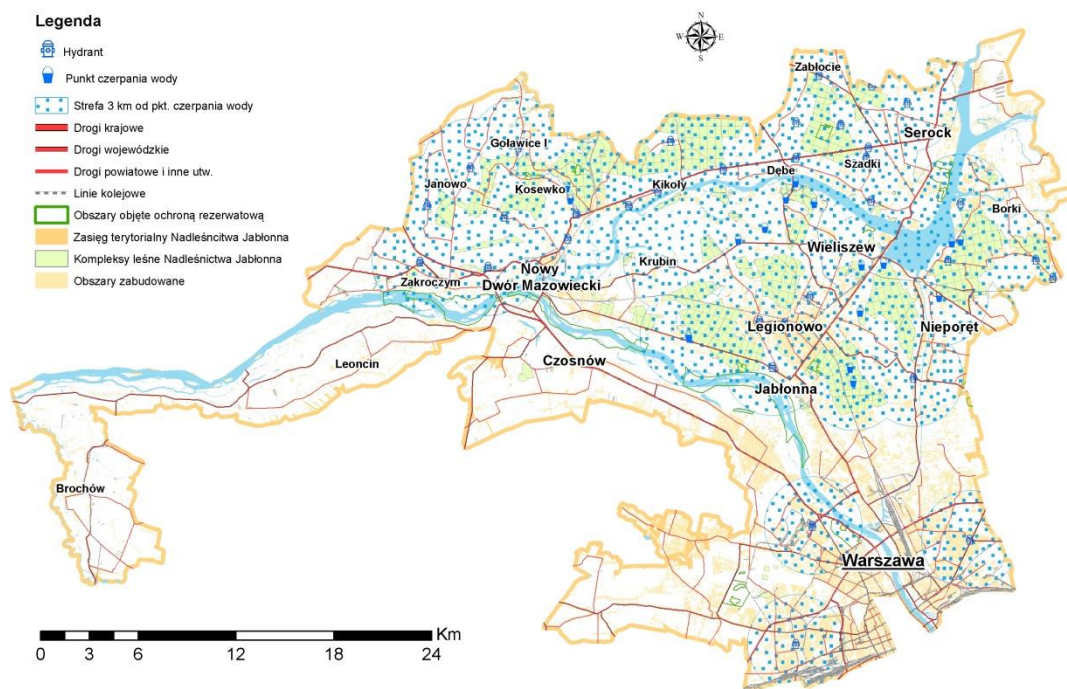 Legenda
Hydrant
Punkt czerpania wody
Strefa 3 km od pkt. czerpania wody
Drogi krajowe
Drogi wojewódzkie
Drogi powiatowe i inne utw.
Linie kolejowe
Obszary objęte ochroną rezerwatową
Zasięg terytorialny Nadleśncitwa Jabłonna
Kompleksy leśne Nadleśnictwa Jabłonna
Obszary zabudowane
N
W E
S
Zabłocie
Serock
Goławice I
Szadki
Dębe
Janowo
Kosewko
Kikoły
Borki
Wieliszew
Krubin
Nowy
Dwór Mazowiecki
Zakroczym
Legionowo
Nieporęt
Leoncin
Czosnów
Jabłonna
Brochów
Warszawa
Km
0 3 6 12 18 24